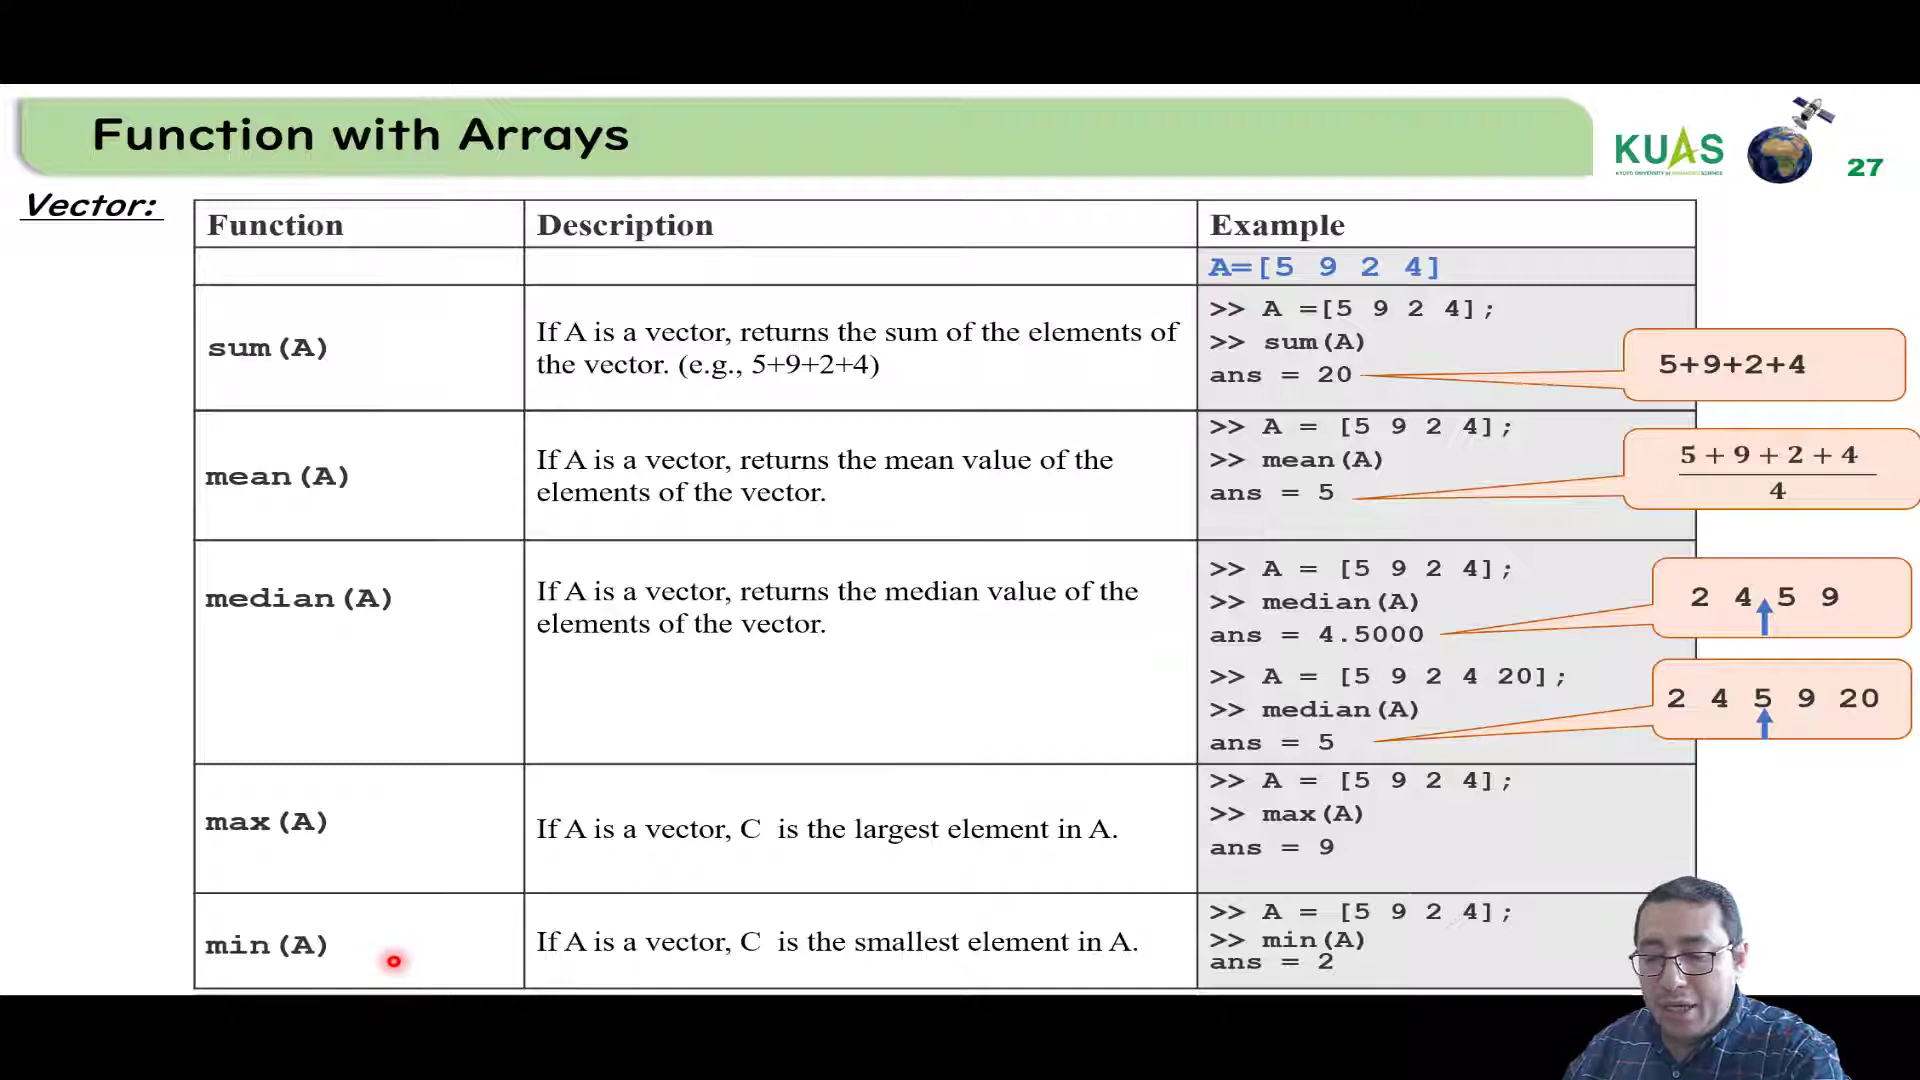 Function with Arrays
KUAS
27
Vector:
Function
Description
Example
A=[5 9 2 4]
sum(A)
If A is a vector, returns the sum of the elements of
the vector. (e.g., 5+9+2+4)
>> A =[5 9 2 4];
>> sum(A)
ans = 20
5+9+2+4
mean(A)
If A is a vector, returns the mean value of the
elements of the vector.
>> A = [5 9 2 4];
>> mean(A)
ans = 5
5 + 9 + 2 + 4
4
median(A)
If A is a vector, returns the median value of the
elements of the vector.
>> A = [5 9 2 4];
>> median(A)
ans = 4.5000
2 4 5 9
>> A = [5 9 2 4 20];
>> median(A)
ans = 5
2 4 5 9 20
max(A)
If A is a vector, C is the largest element in A.
>> A = [5 9 2 4];
>> max(A)
ans = 9
min(A)
If A is a vector, C is the smallest element in A.
>> A = [5 9 2 4];
>> min(A)
ans = 2